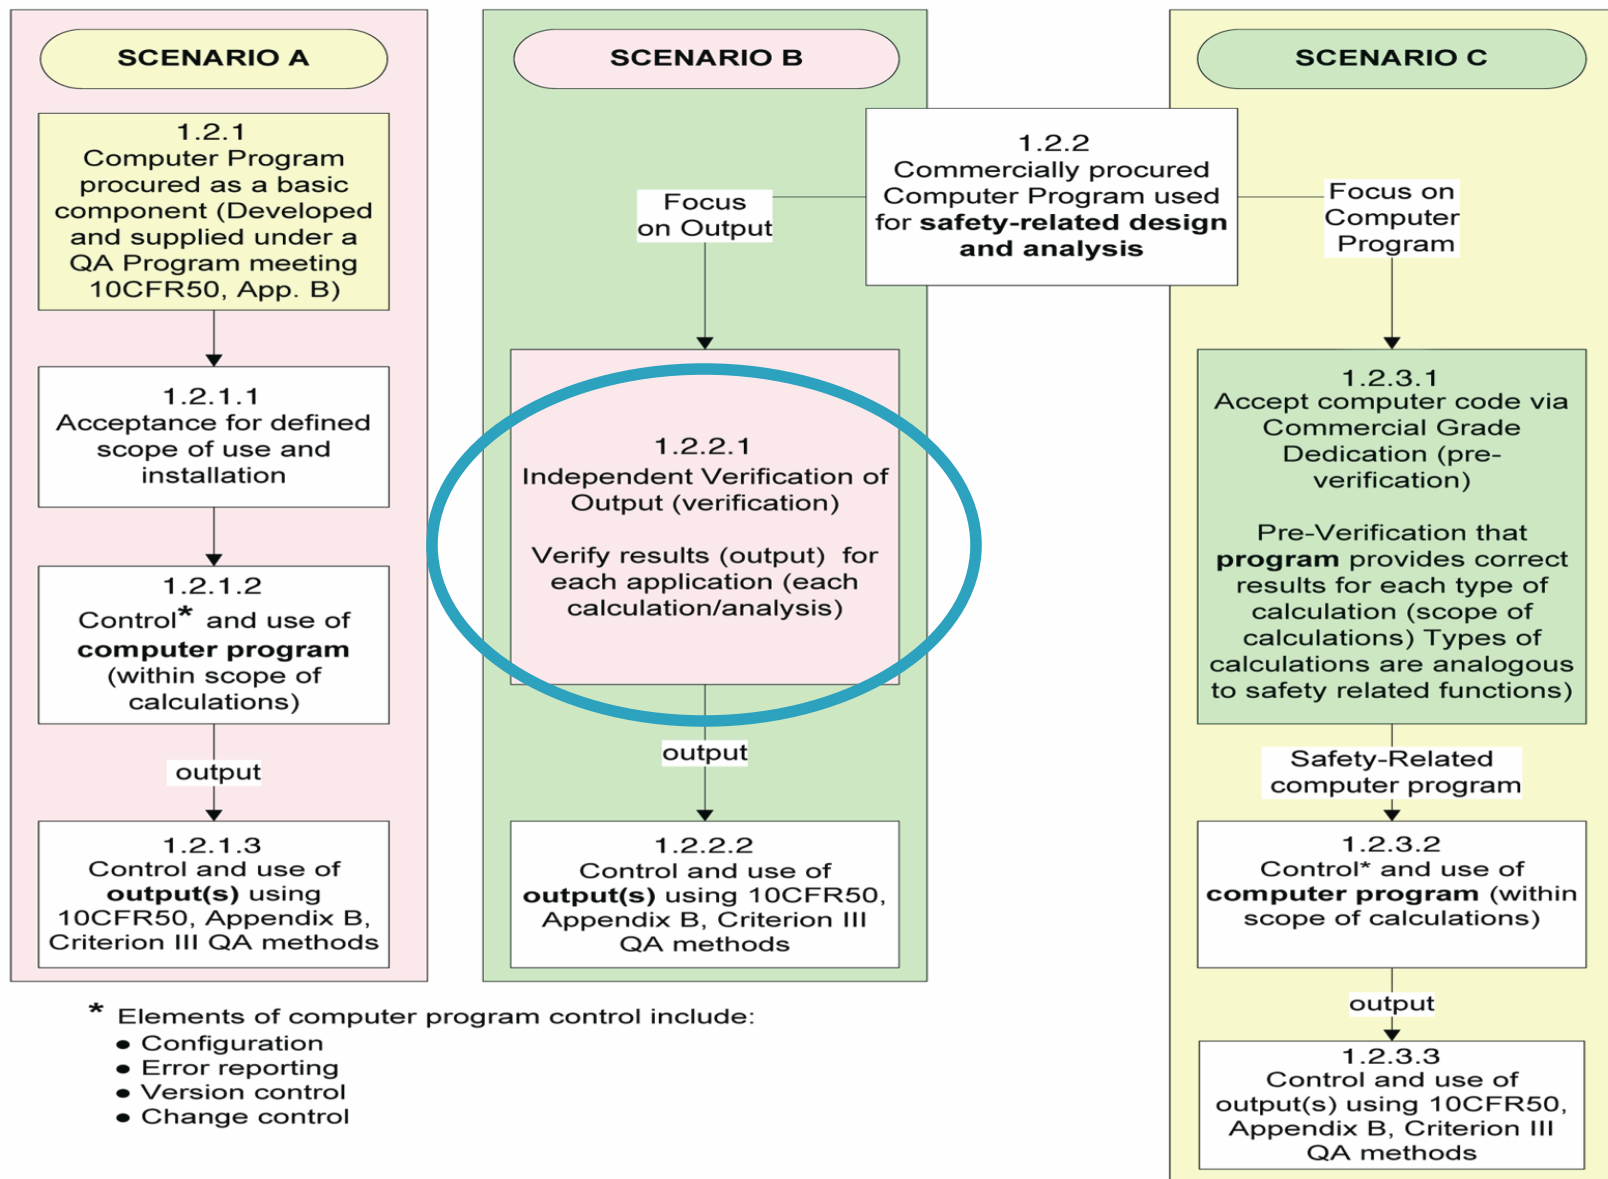 SCENARIO A
1.2.1
Computer Program
procured as a basic
component (Developed
and supplied under a
QA Program meeting
10CFR50, App. B)
1.2.1.1
Acceptance for defined
scope of use and
installation
1.2.1.2
Control* and use of
computer program
(within scope of
calculations)
output
1.2.1.3
Control and use of
output(s) using
10CFR50, Appendix B,
Criterion III QA methods
SCENARIO B
1.2.2
Commercially procured
Computer Program used
for safety-related design
and analysis
Focus
on Output
1.2.2.1
Independent Verification of
Output (verification)
Verify results (output) for
each application (each
calculation/analysis)
output
1.2.2.2
Control and use of
output(s) using 10CFR50,
Appendix B, Criterion III
QA methods
SCENARIO C
Focus on
Computer
Program
1.2.3.1
Accept computer code via
Commercial Grade
Dedication (pre-
verification)
Pre-Verification that
program provides correct
results for each type of
calculation (scope of
calculations) Types of
calculations are analogous
to safety related functions)
Safety-Related
computer program
1.2.3.2
Control* and use of
computer program (within
scope of calculations)
output
1.2.3.3
Control and use of
output(s) using 10CFR50,
Appendix B, Criterion III
QA methods
* Elements of computer program control include:
● Configuration
● Error reporting
● Version control
● Change control